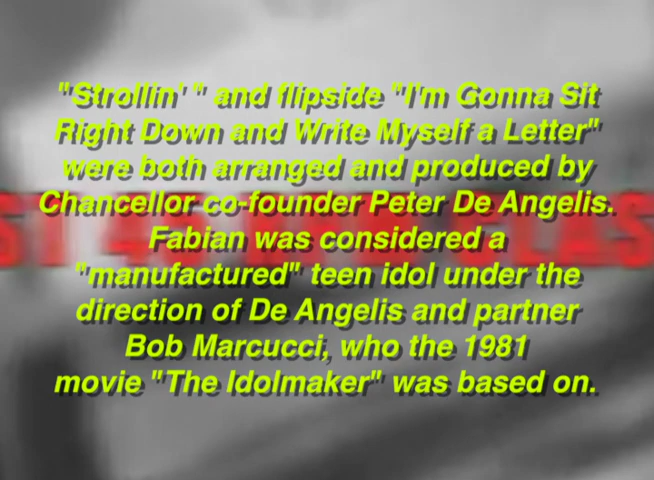 "Strollin' " and flipside "I'm Gonna Sit
Right Down and Write Myself a Letter"
were both arranged and produced by
Chancellor co-founder Peter De Angelis.
Fabian was considered a
"manufactured" teen idol under the
direction of De Angelis and partner
Bob Marcucci, who the 1981
movie "The Idolmaker" was based on.